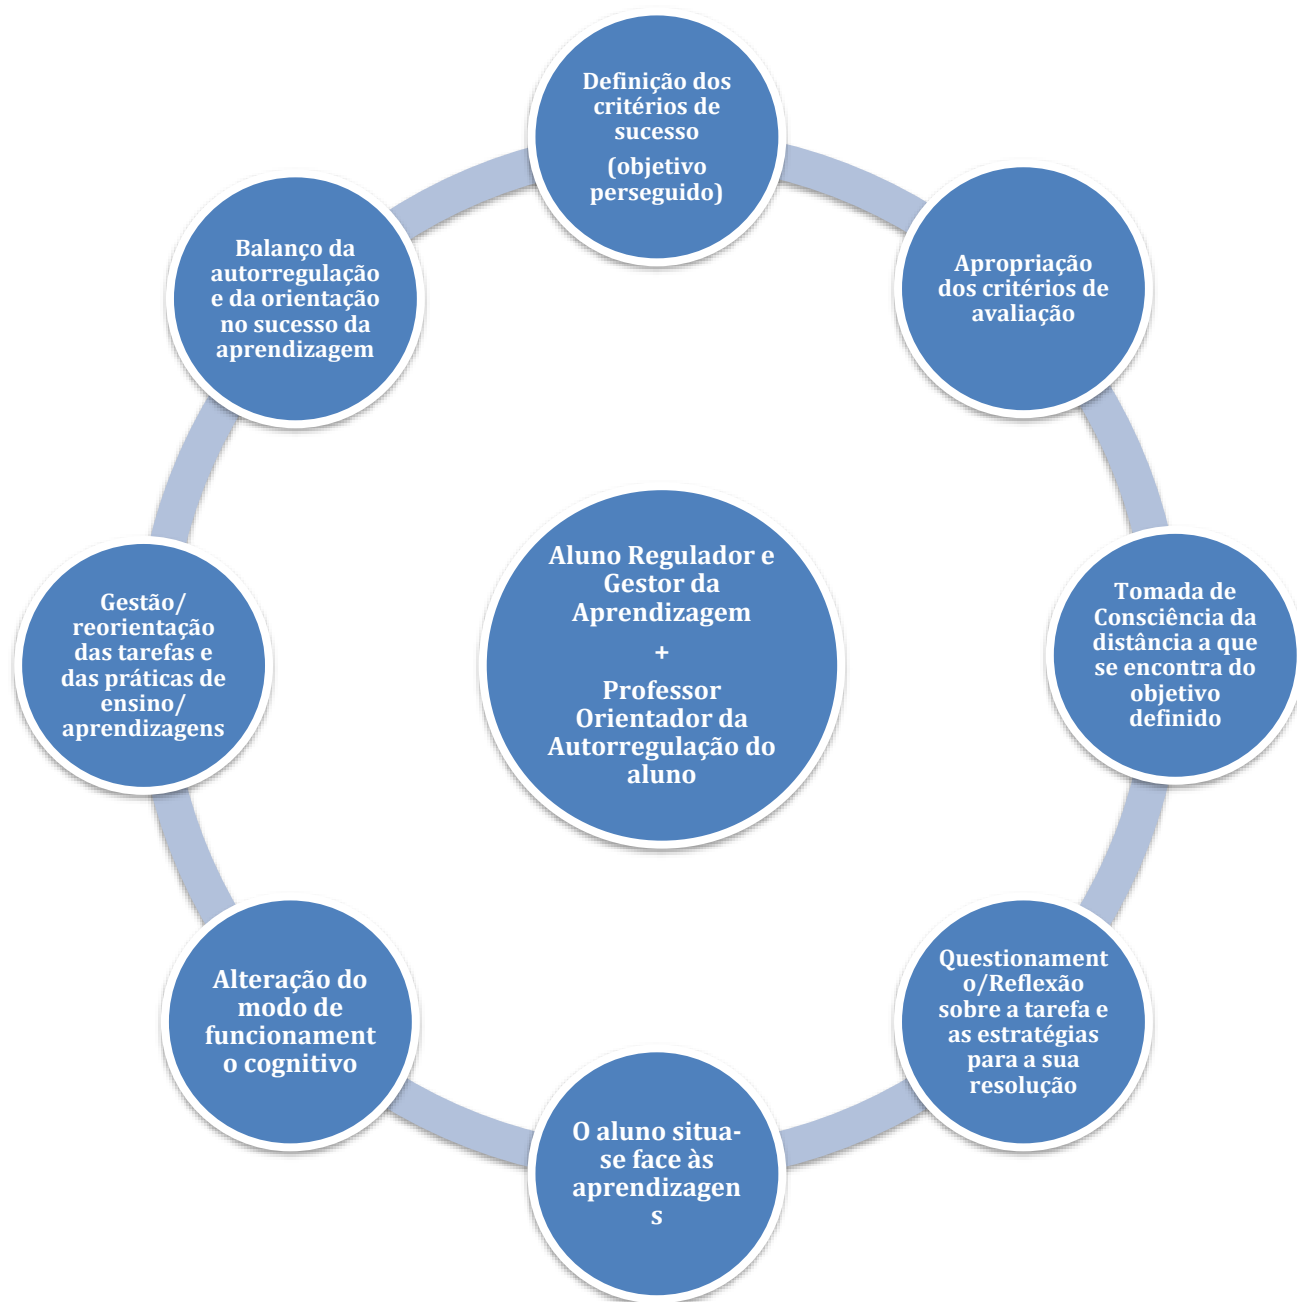 Definição dos
critérios de
sucesso
(objetivo
perseguido)
Apropriação
dos critérios de
avaliação
Tomada de
Consciência da
distância a que
se encontra do
objetivo
definido
Questionament
o/Reflexão
sobre a tarefa e
as estratégias
para a sua
resolução
O aluno situa-
se face às
aprendizagen
s
Alteração do
modo de
funcionament
o cognitivo
Gestão/
reorientação
das tarefas e
das práticas de
ensino/
aprendizagens
Balanço da
autorregulação
e da orientação
no sucesso da
aprendizagem
Aluno Regulador e
Gestor da
Aprendizagem
+
Professor
Orientador da
Autorregulação do
aluno